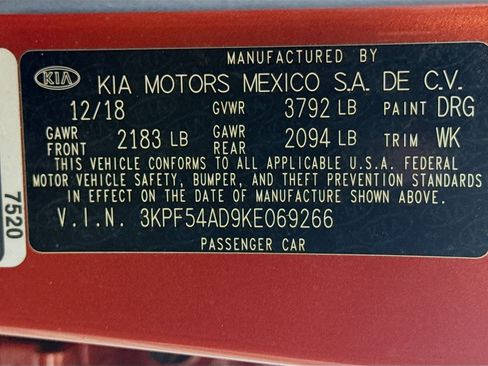 MANUFACTURED BY
KIA KIA MOTORS MEXICO S.A. DE C.V.
12/18 GVWR 3792 LB PAINT DRG
GAWR FRONT 2183 LB GAWR REAR 2094 LB TRIM WK
THIS VEHICLE CONFORMS TO ALL APPLICABLE U.S.A. FEDERAL
MOTOR VEHICLE SAFETY, BUMPER, AND THEFT PREVENTION STANDARDS
IN EFFECT ON THE DATE OF MANUFACTURE SHOWN ABOVE.
V.I.N. 3KPF54AD9KE069266
PASSENGER CAR
7520